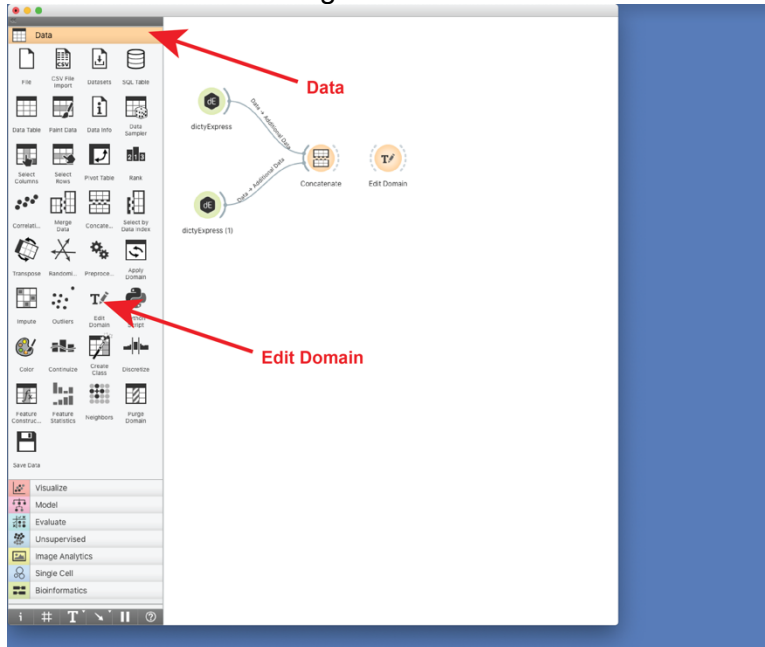 Data
File
CSV File
Import
Datasets
SQL Table
Data Table
Paint Data
Data Info
Data
Sampler
Select
Columns
Select
Rows
Pivot Table
Rank
Correlati...
Merge
Data
Concate...
Select by
Data Index
Transpose
Randomi...
Preproce...
Apply
Domain
Impute
Outliers
Edit
Domain
Script
Color
Continuize
Create
Class
Discretize
Feature
Construc...
Feature
Statistics
Neighbors
Purge
Domain
Save Data
Visualize
Model
Evaluate
Unsupervised
Image Analytics
Single Cell
Bioinformatics
Data
dictyExpress
Data → Additional Data
Concatenate
Edit Domain
Data → Additional Data
dictyExpress (1)
Edit Domain